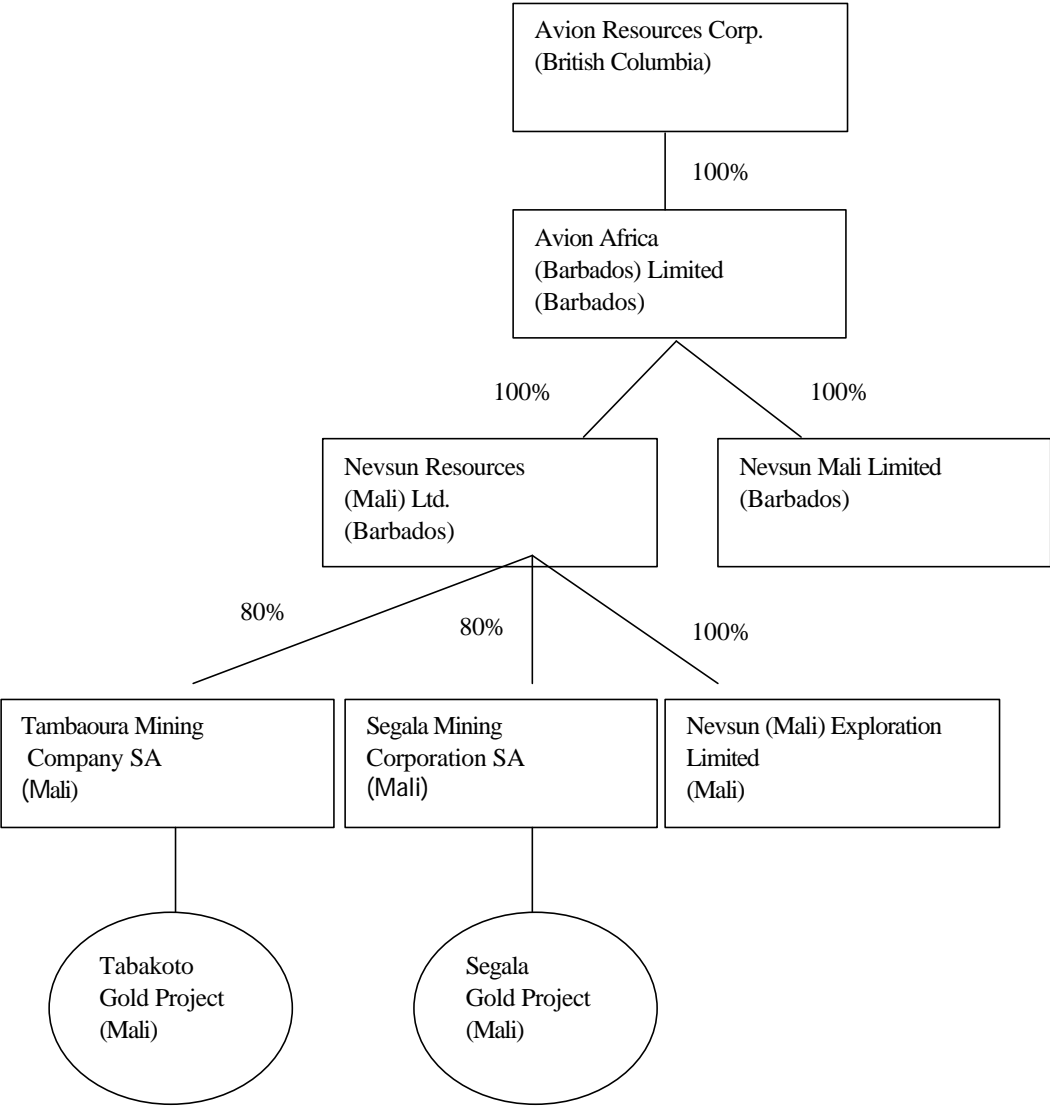 Avion Resources Corp.
(British Columbia)
100%
Avion Africa
(Barbados) Limited
(Barbados)
100%
100%
Nevsun Resources
(Mali) Ltd.
(Barbados)
Nevsun Mali Limited
(Barbados)
80%
80%
100%
Tambaoura Mining
Company SA
(Mali)
Segala Mining
Corporation SA
(Mali)
Nevsun (Mali) Exploration
Limited
(Mali)
Tabakoto
Gold Project
(Mali)
Segala
Gold Project
(Mali)